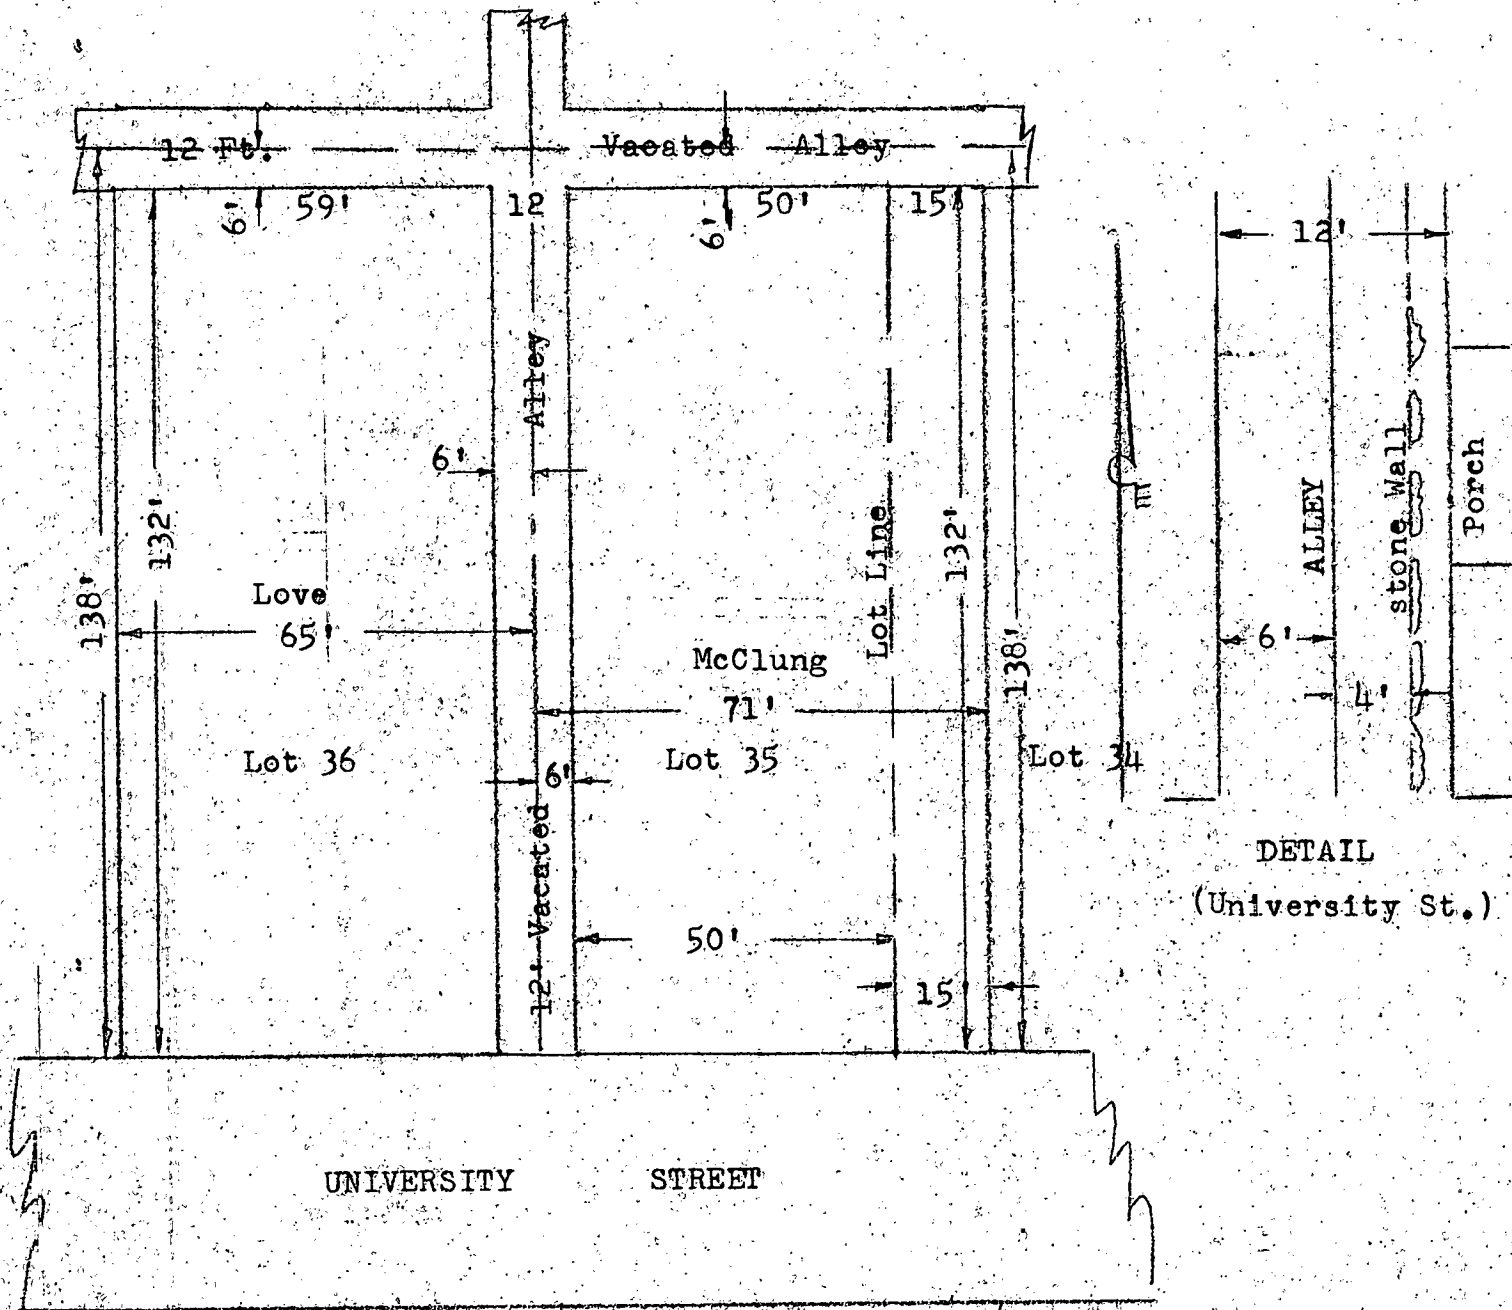 12 Ft. Vacated Alley
6' 59' 12 6' 50' 15'
12'
Alley
6'
138'
132'
Love
65'
Lot 36
McClung
71'
Lot 35
6'
12' Vacated
Lot Line
132'
138'
Lot 34
50'
15
ALLEY
stone Wall
Porch
6'
4'
DETAIL
(University St.)
UNIVERSITY STREET